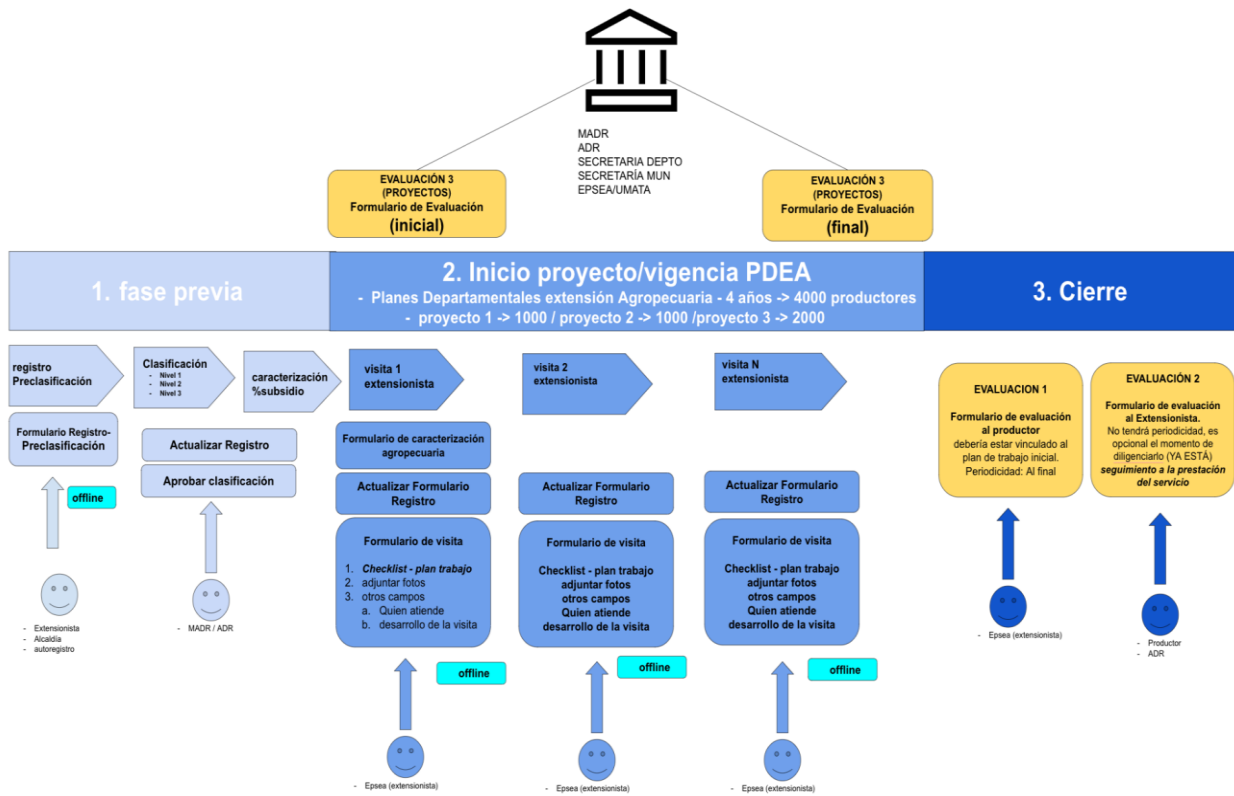 MADR
ADR
SECRETARIA DEPTO
SECRETARÍA MUN
EPSEA/UMATA
EVALUACIÓN 3
(PROYECTOS)
Formulario de Evaluación
(inicial)
EVALUACIÓN 3
(PROYECTOS)
Formulario de Evaluación
(final)
1. fase previa
2. Inicio proyecto/vigencia PDEA
- Planes Departamentales extensión Agropecuaria - 4 años -> 4000 productores
- proyecto 1 -> 1000 / proyecto 2 -> 1000 /proyecto 3 -> 2000
3. Cierre
registro
Preclasificación
Clasificación
- Nivel 1
- Nivel 2
- Nivel 3
caracterización
%subsidio
visita 1
extensionista
visita 2
extensionista
visita N
extensionista
Formulario Registro-
Preclasificación
offline
- Extensionista
- Alcaldía
- autoregistro
Actualizar Registro
Aprobar clasificación
- MADR / ADR
Formulario de caracterización
agropecuaria
Actualizar Formulario
Registro
Formulario de visita
1. Checklist - plan trabajo
2. adjuntar fotos
3. otros campos
a. Quien atiende
b. desarrollo de la visita
offline
- Epsea (extensionista)
Actualizar Formulario
Registro
Formulario de visita
Checklist - plan trabajo
adjuntar fotos
otros campos
Quien atiende
desarrollo de la visita
offline
- Epsea (extensionista)
Actualizar Formulario
Registro
Formulario de visita
Checklist - plan trabajo
adjuntar fotos
otros campos
Quien atiende
desarrollo de la visita
offline
- Epsea (extensionista)
EVALUACION 1
Formulario de evaluación
al productor
debería estar vinculado al
plan de trabajo inicial.
Periodicidad: Al final
- Epsea (extensionista)
EVALUACIÓN 2
Formulario de evaluación
al Extensionista.
No tendrá periodicidad, es
opcional el momento de
diligenciarlo (YA ESTÁ)
seguimiento a la prestación
del servicio
- Productor
- ADR